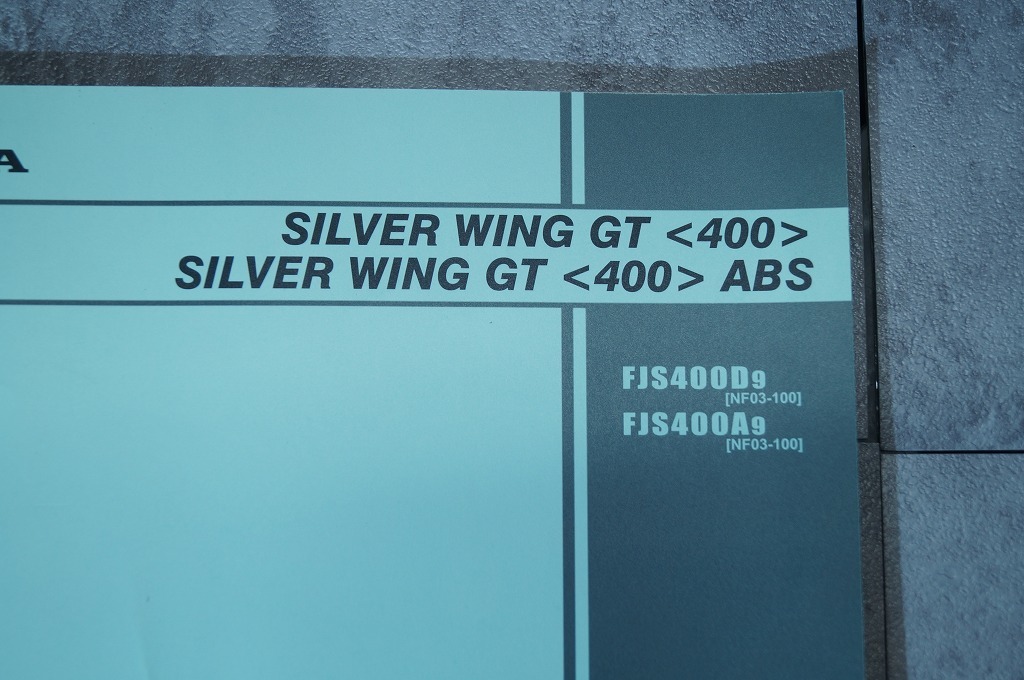 A
SILVER WING GT <400>
SILVER WING GT <400> ABS
FJS400D9
[NF03-100]
FJS400A9
[NF03-100]